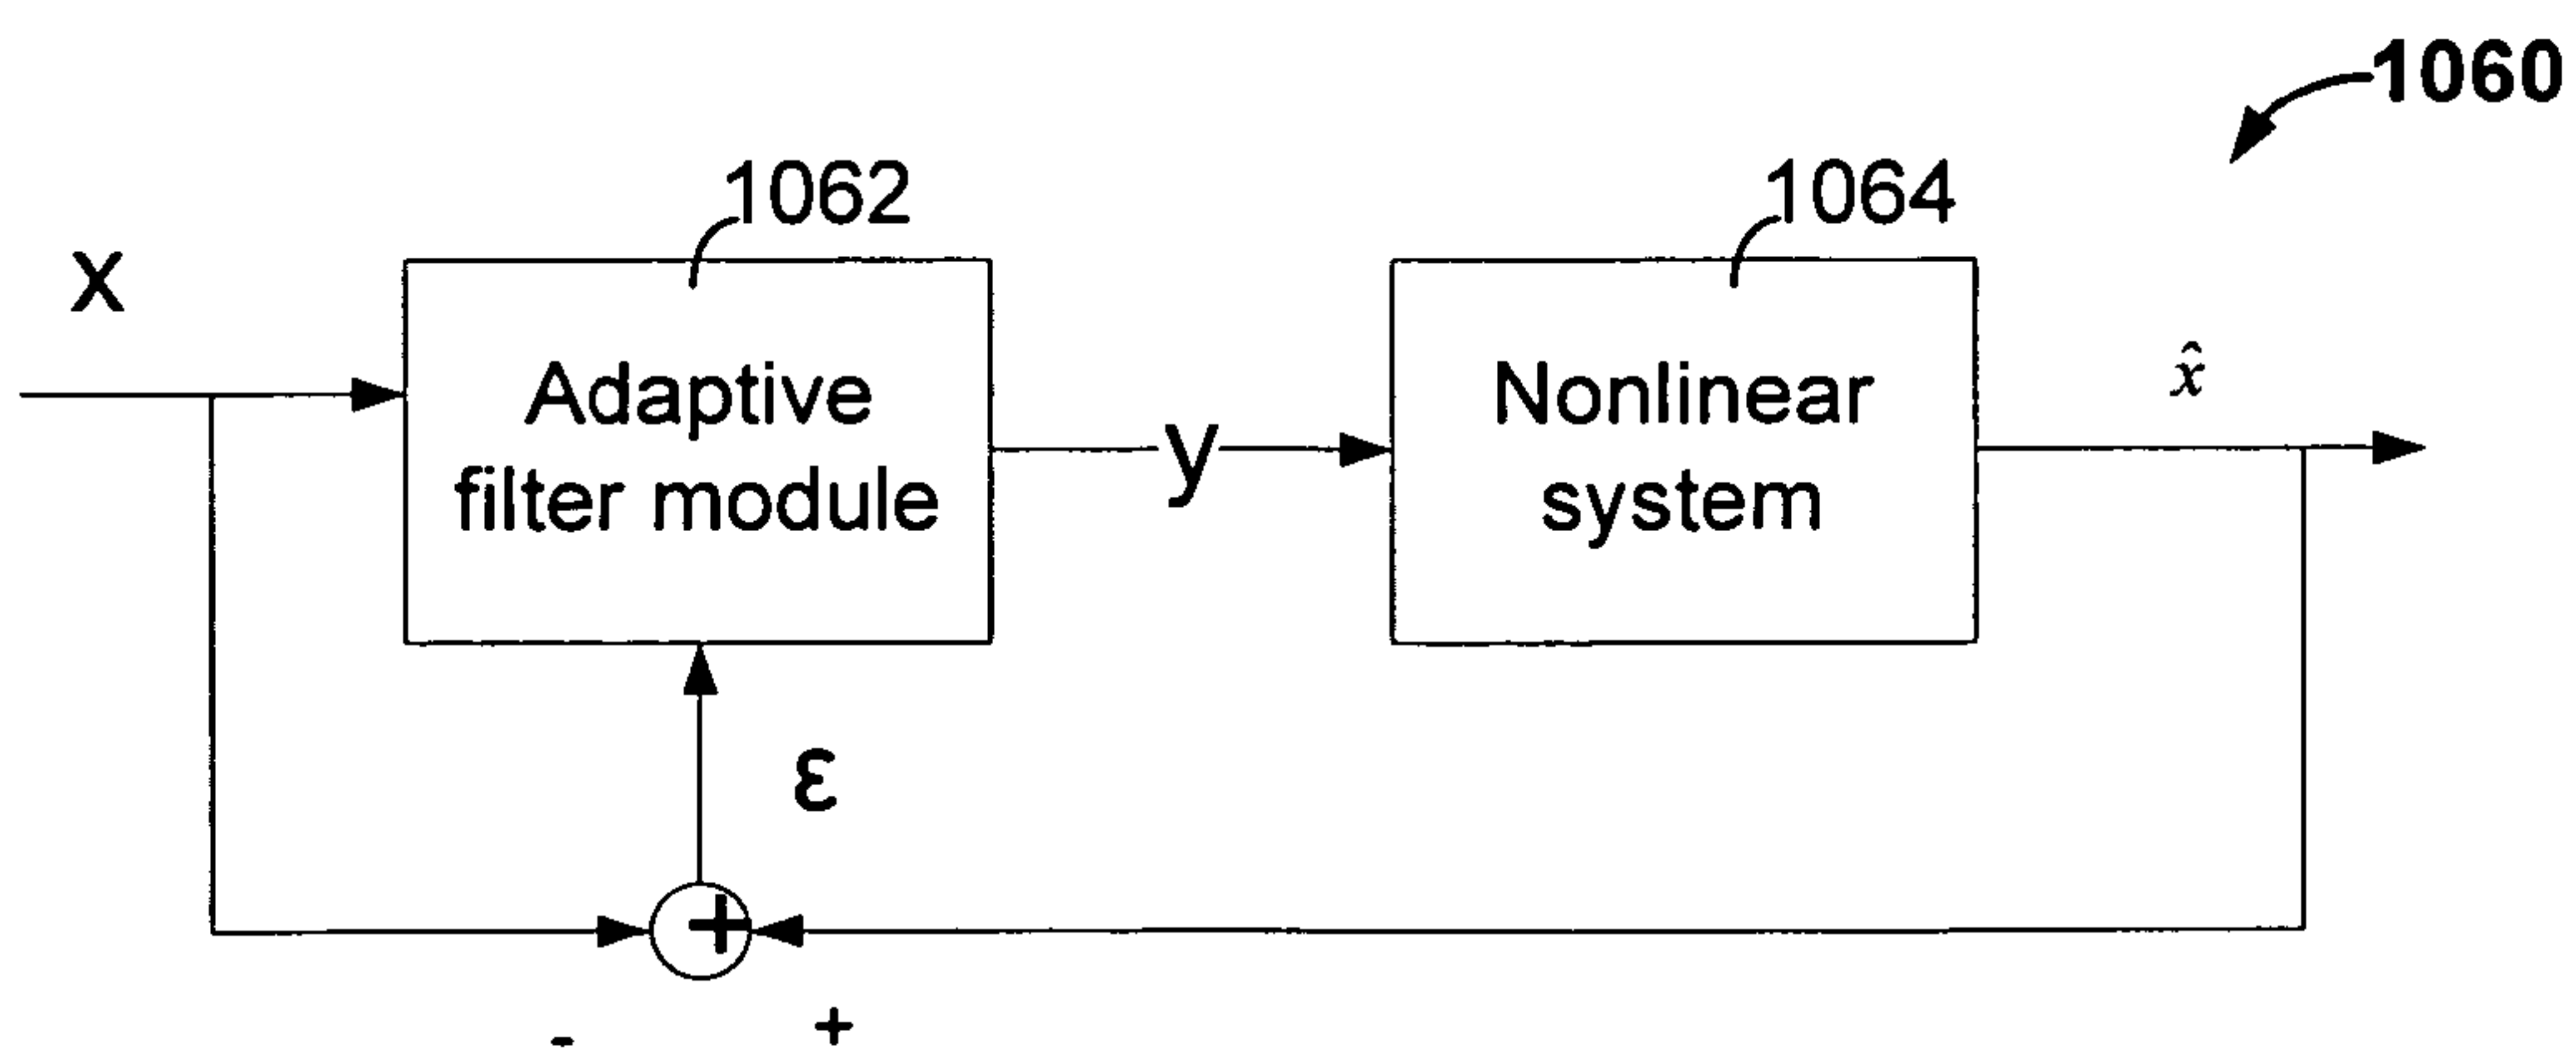 1060
1062
1064
x
Adaptive
filter module
y
Nonlinear
system
x̂
ε
+
-
+